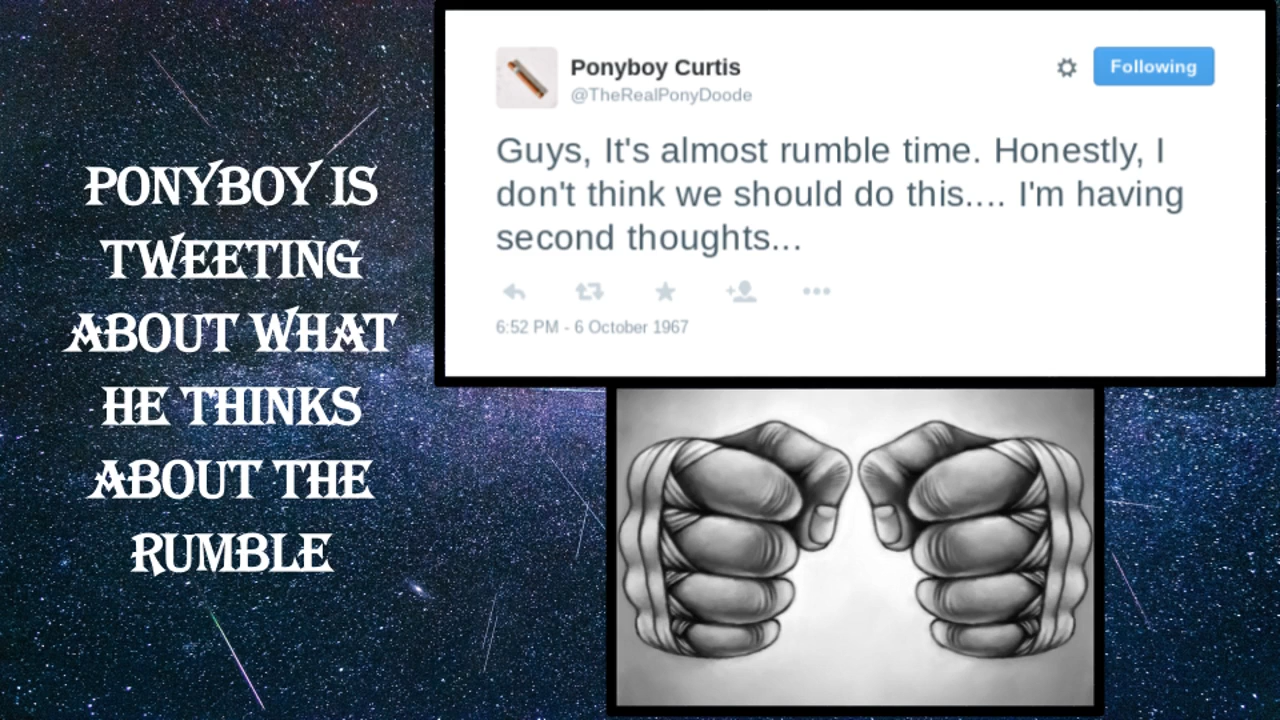 PONYBOY IS
TWEETING
ABOUT WHAT
HE THINKS
ABOUT THE
RUMBLE
Ponyboy Curtis
@TheRealPonyDoode
Following
Guys, It's almost rumble time. Honestly, I
don't think we should do this.... I'm having
second thoughts...
6:52 PM - 6 October 1967